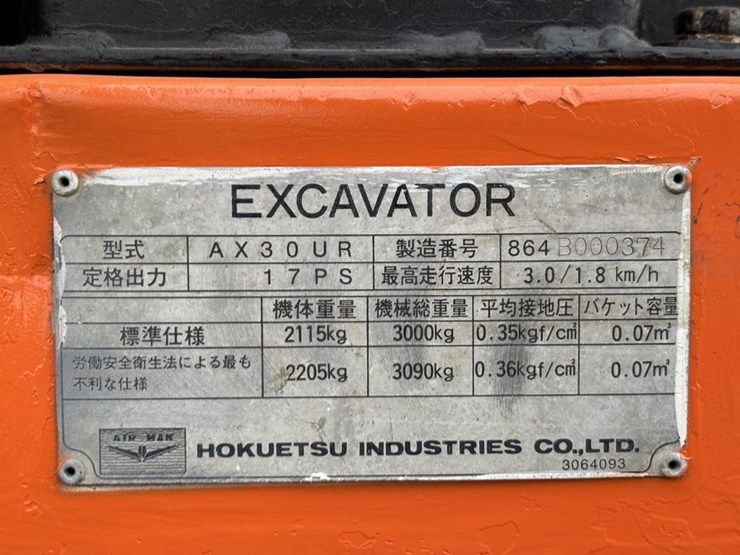 EXCAVATOR
型式 AX30UR 製造番号 864B000374
定格出力 17PS 最高走行速度 3.0/1.8 km/h
機体重量 機械総重量 平均接地圧 バケット容量
標準仕様 2115kg 3000kg 0.35kgf/c㎡ 0.07㎥
労働安全衛生法による最も
不利な仕様 2205kg 3090kg 0.36kgf/c㎡ 0.07㎥
AIR MAN HOKUETSU INDUSTRIES CO.,LTD.
3064093